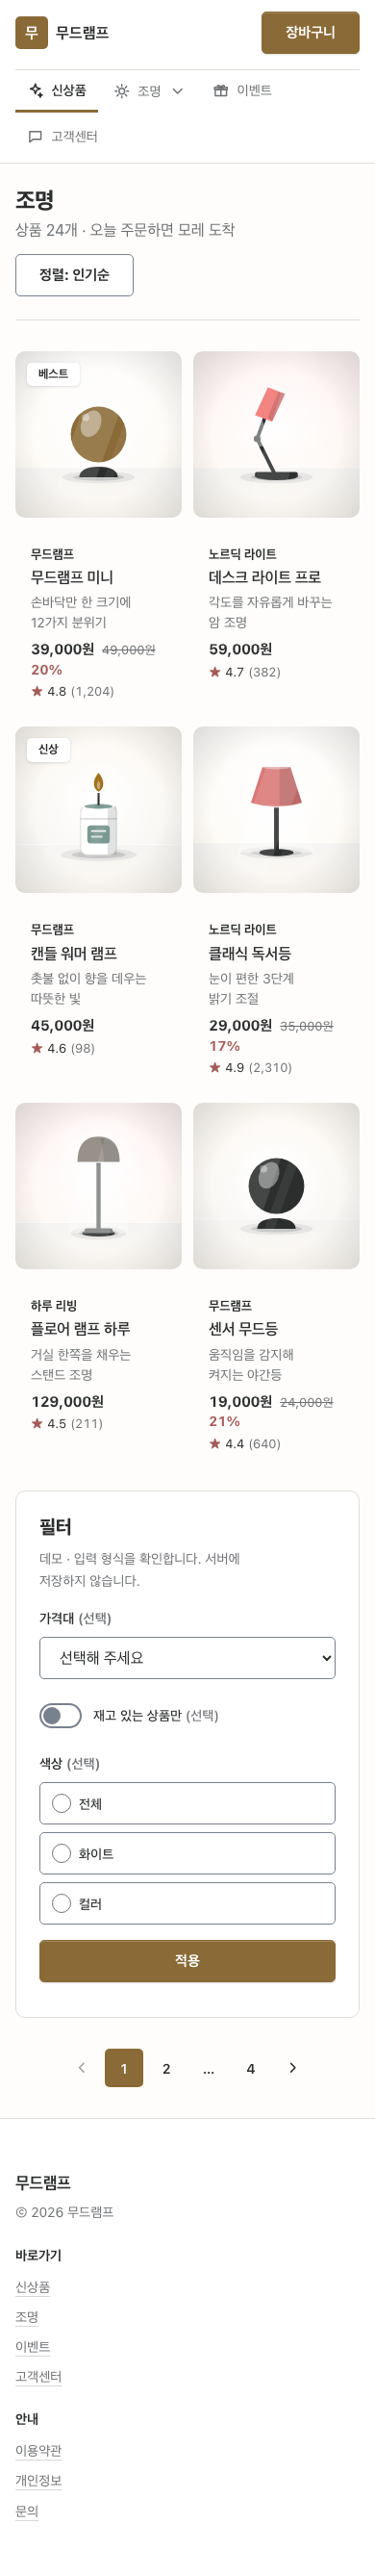 무 무드램프 장바구니
신상품 조명 이벤트
고객센터
조명
상품 24개 · 오늘 주문하면 모레 도착
정렬: 인기순
베스트
무드램프
무드램프 미니
손바닥만 한 크기에
12가지 분위기
39,000원 49,000원
20%
★ 4.8 (1,204)
노르딕 라이트
데스크 라이트 프로
각도를 자유롭게 바꾸는
암 조명
59,000원
★ 4.7 (382)
신상
무드램프
캔들 워머 램프
촛불 없이 향을 데우는
따뜻한 빛
45,000원
★ 4.6 (98)
노르딕 라이트
클래식 독서등
눈이 편한 3단계
밝기 조절
29,000원 35,000원
17%
★ 4.9 (2,310)
하루 리빙
플로어 램프 하루
거실 한쪽을 채우는
스탠드 조명
129,000원
★ 4.5 (211)
무드램프
센서 무드등
움직임을 감지해
켜지는 야간등
19,000원 24,000원
21%
★ 4.4 (640)
필터
데모 · 입력 형식을 확인합니다. 서버에
저장하지 않습니다.
가격대 (선택)
선택해 주세요
재고 있는 상품만 (선택)
색상 (선택)
전체
화이트
컬러
적용
1 2 … 4
무드램프
© 2026 무드램프
바로가기
신상품
조명
이벤트
고객센터
안내
이용약관
개인정보
문의